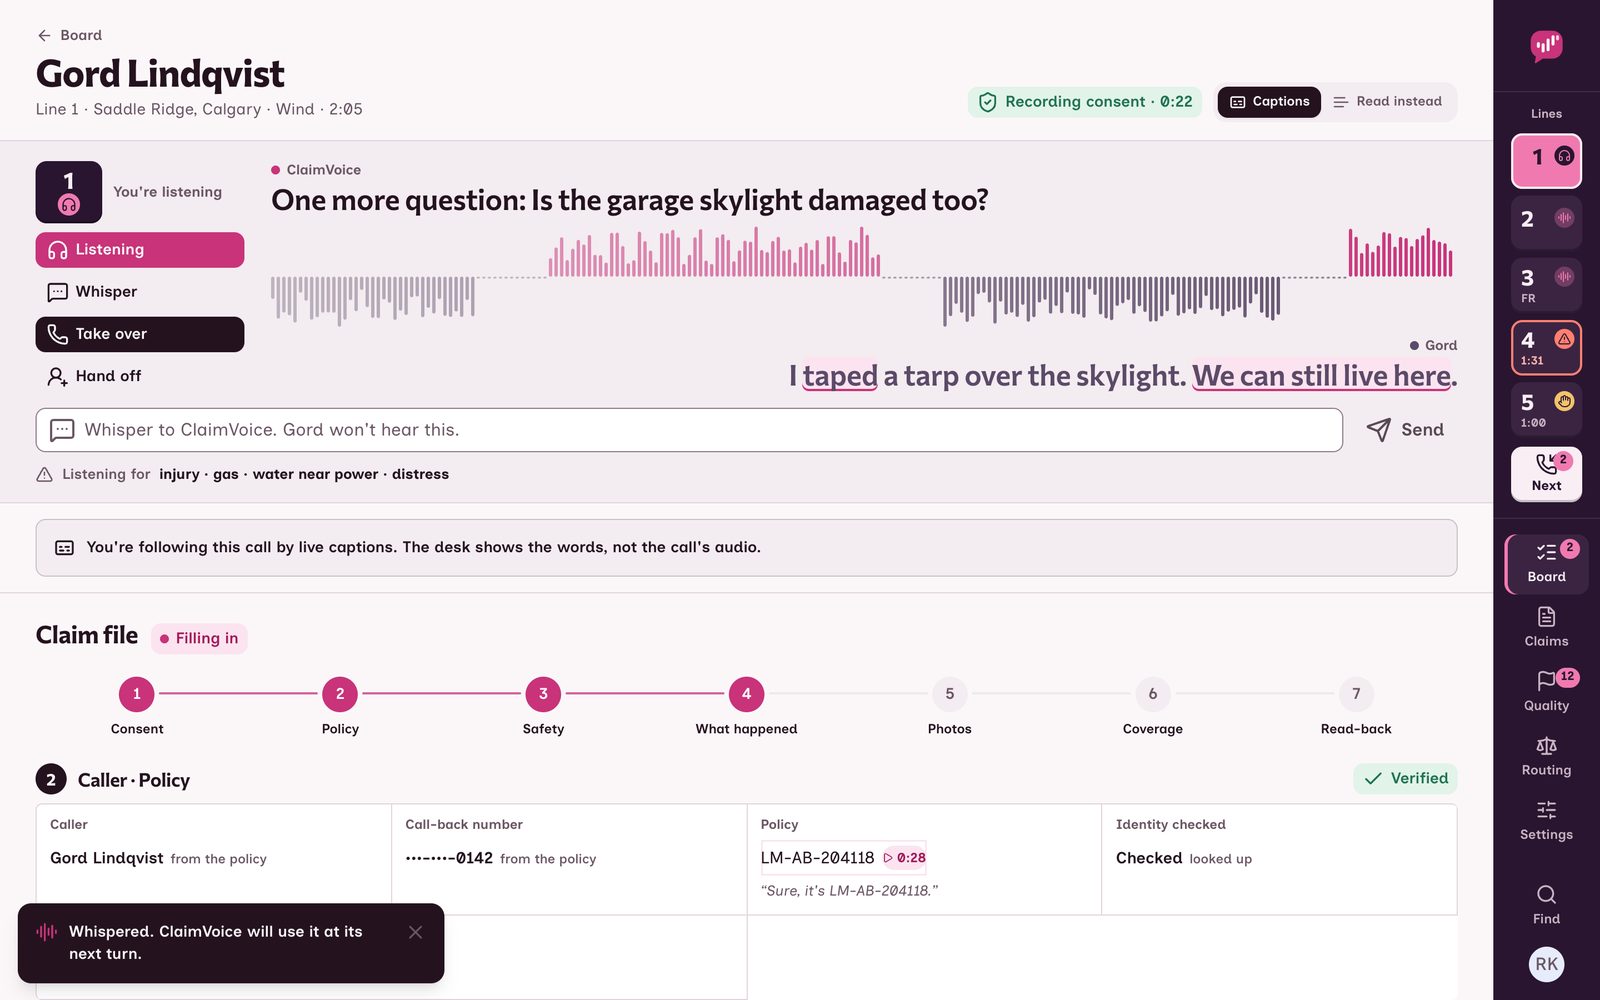 Board
Gord Lindqvist
Line 1 · Saddle Ridge, Calgary · Wind · 2:05
Recording consent · 0:22
Captions
Read instead
1
You're listening
Listening
Whisper
Take over
Hand off
ClaimVoice
One more question: Is the garage skylight damaged too?
Gord
I taped a tarp over the skylight. We can still live here.
Whisper to ClaimVoice. Gord won't hear this.
Send
Listening for injury · gas · water near power · distress
You're following this call by live captions. The desk shows the words, not the call's audio.
Claim file
Filling in
1
2
3
4
5
6
7
Consent
Policy
Safety
What happened
Photos
Coverage
Read-back
2
Caller · Policy
Verified
Caller
Call-back number
Policy
Identity checked
Gord Lindqvist from the policy
•••-•••-0142 from the policy
LM-AB-204118
0:28
Checked looked up
“Sure, it's LM-AB-204118.”
Whispered. ClaimVoice will use it at its
next turn.
Lines
1
2
3
FR
4
1:31
5
1:00
2
Next
2
Board
Claims
12
Quality
Routing
Settings
Find
RK